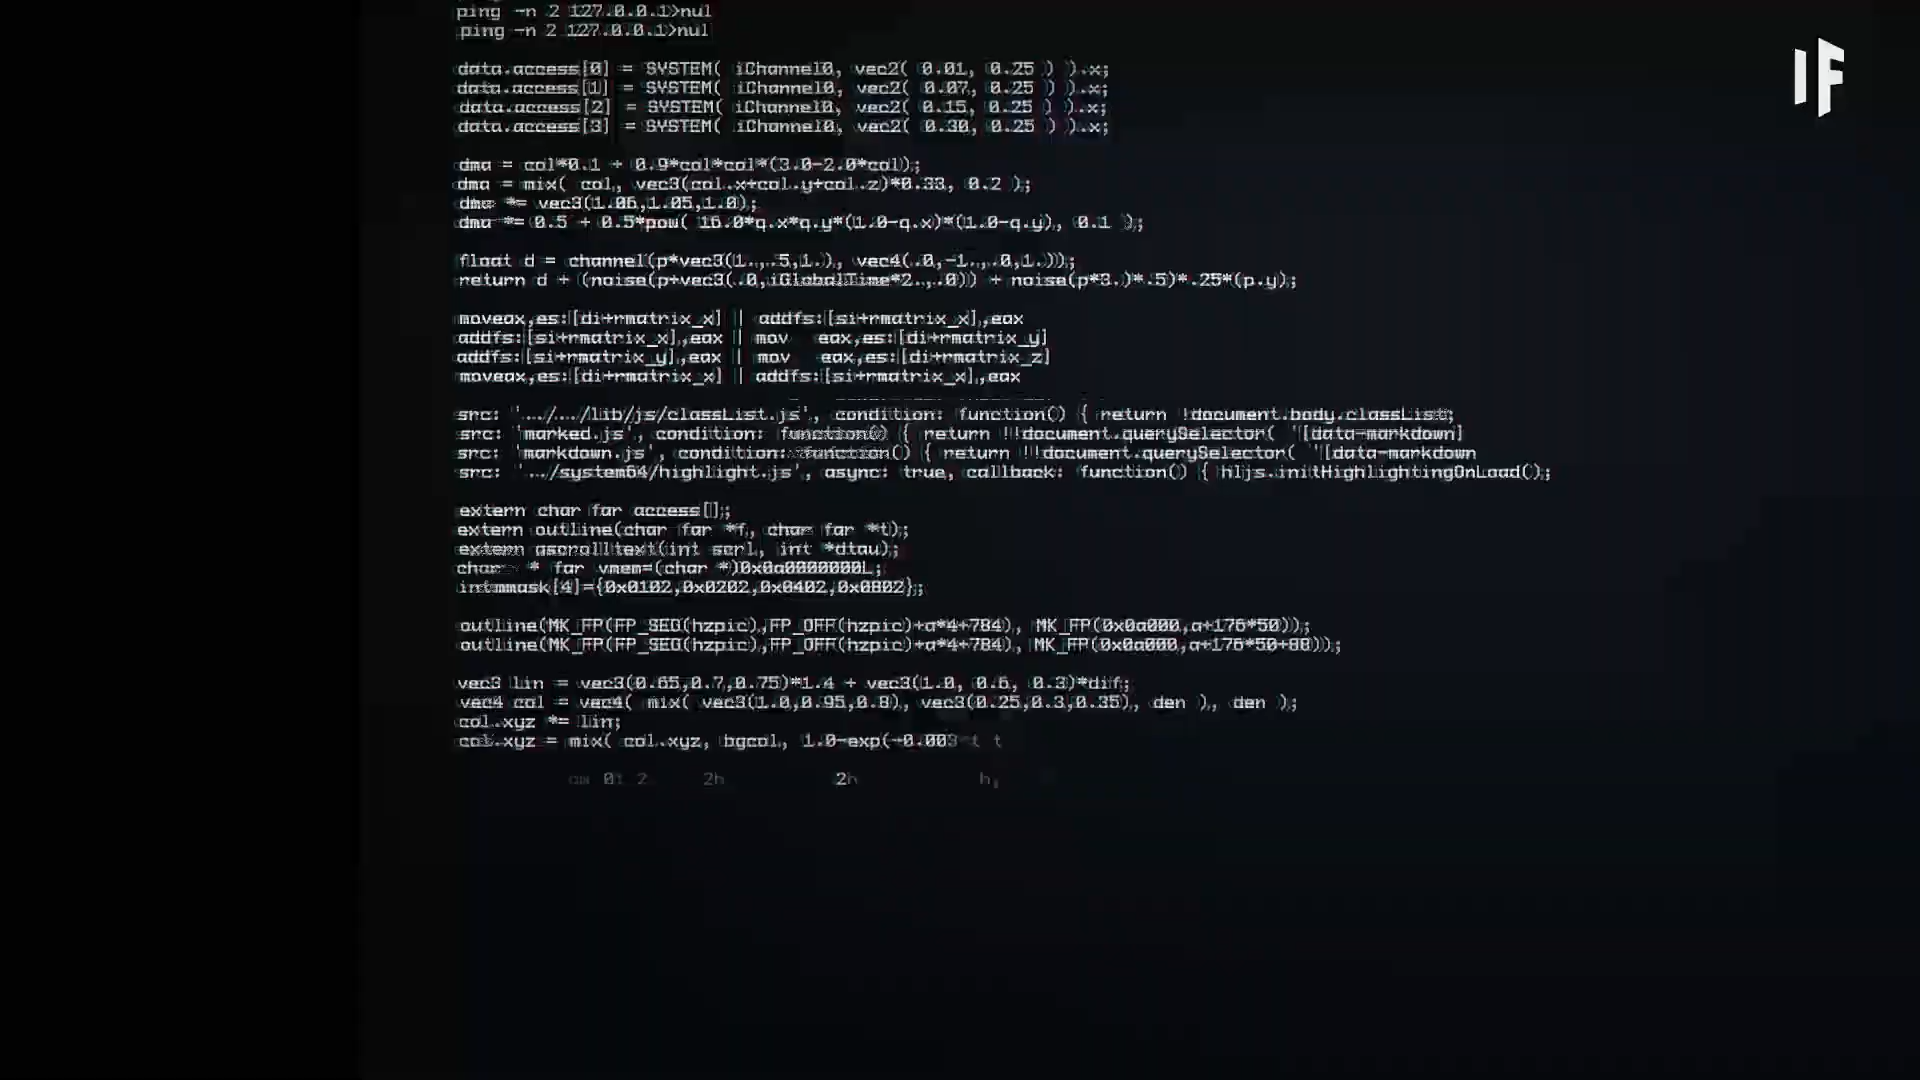 ping -n 2 127.0.0.1>nul
ping -n 2 127.0.0.1>nul
data.access[0] = SYSTEM( iChannel0, vec2( 0.01, 0.25 ) ).x;
data.access[1] = SYSTEM( iChannel0, vec2( 0.07, 0.25 ) ).x;
data.access[2] = SYSTEM( iChannel0, vec2( 0.15, 0.25 ) ).x;
data.access[3] = SYSTEM( iChannel0, vec2( 0.30, 0.25 ) ).x;
dma = col*0.1 + 0.9*col*col*(3.0-2.0*col);
dma = mix( col, vec3(col.x+col.y+col.z)*0.33, 0.2 );
dma *= vec3(1.06,1.05,1.0);
dma *= 0.5 + 0.5*pow( 16.0*q.x*q.y*(1.0-q.x)*(1.0-q.y), 0.1 );
float d = channel(p*vec3(1.,.5,1.), vec4(.0,-1.,.0,1.));
return d + (noise(p+vec3(.0,iGlobalTime*2.,.0)) + noise(p*3.)*.5)*.25*(p.y);
moveax,es:[di+rmatrix_x] || addfs:[si+rmatrix_x],eax
addfs:[si+rmatrix_x],eax || mov eax,es:[di+rmatrix_y]
addfs:[si+rmatrix_y],eax || mov eax,es:[di+rmatrix_z]
moveax,es:[di+rmatrix_x] || addfs:[si+rmatrix_x],eax
src: '../../lib/js/classList.js', condition: function() { return !document.body.classList;
src: 'marked.js', condition: function() { return !!document.querySelector( '[data-markdown]
src: 'markdown.js', condition: function() { return !!document.querySelector( '[data-markdown
src: '../system64/highlight.js', async: true, callback: function() { hljs.initHighlightingOnLoad();
extern char far access[];
extern outline(char far *f, char far *t);
extern ascrolltext(int scrl, int *dtau);
char * far vmem=(char *)0x0a0000000L;
intmmask[4]={0x0102,0x0202,0x0402,0x0802};
outline(MK_FP(FP_SEG(hzpic),FP_OFF(hzpic)+a*4+784), MK_FP(0x0a000,a+176*50));
outline(MK_FP(FP_SEG(hzpic),FP_OFF(hzpic)+a*4+784), MK_FP(0x0a000,a+176*50+88));
vec3 lin = vec3(0.65,0.7,0.75)*1.4 + vec3(1.0, 0.6, 0.3)*dif;
vec4 col = vec4( mix( vec3(1.0,0.95,0.8), vec3(0.25,0.3,0.35), den ), den );
col.xyz *= lin;
col.xyz = mix( col.xyz, bgcol, 1.0-exp(-0.003
IF